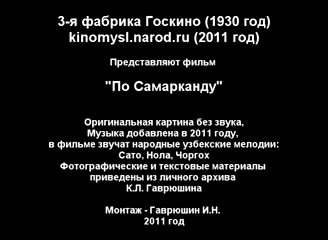 3-я фабрика Госкино (1930 год)
kinomysl.narod.ru (2011 год)
Представляют фильм
"По Самарканду"
Оригинальная картина без звука,
Музыка добавлена в 2011 году,
в фильме звучат народные узбекские мелодии:
Сато, Нола, Чоргох
Фотографические и текстовые материалы
приведены из личного архива
К.Л. Гаврюшина
Монтаж - Гаврюшин И.Н.
2011 год